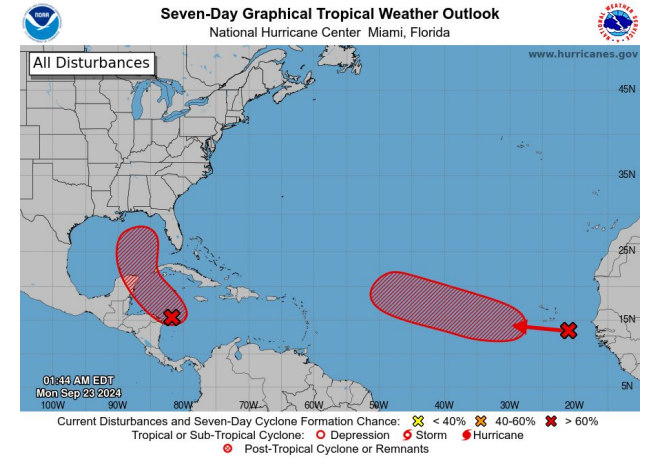 Seven-Day Graphical Tropical Weather Outlook
National Hurricane Center Miami, Florida
NOAA
All Disturbances
www.hurricanes.gov
45N
35N
25N
15N
5N
01:44 AM EDT
Mon Sep 23 2024
100W 90W 80W 70W 60W 50W 40W 30W 20W
Current Disturbances and Seven-Day Cyclone Formation Chance: < 40% 40-60% > 60%
Tropical or Sub-Tropical Cyclone: Depression Storm Hurricane
Post-Tropical Cyclone or Remnants